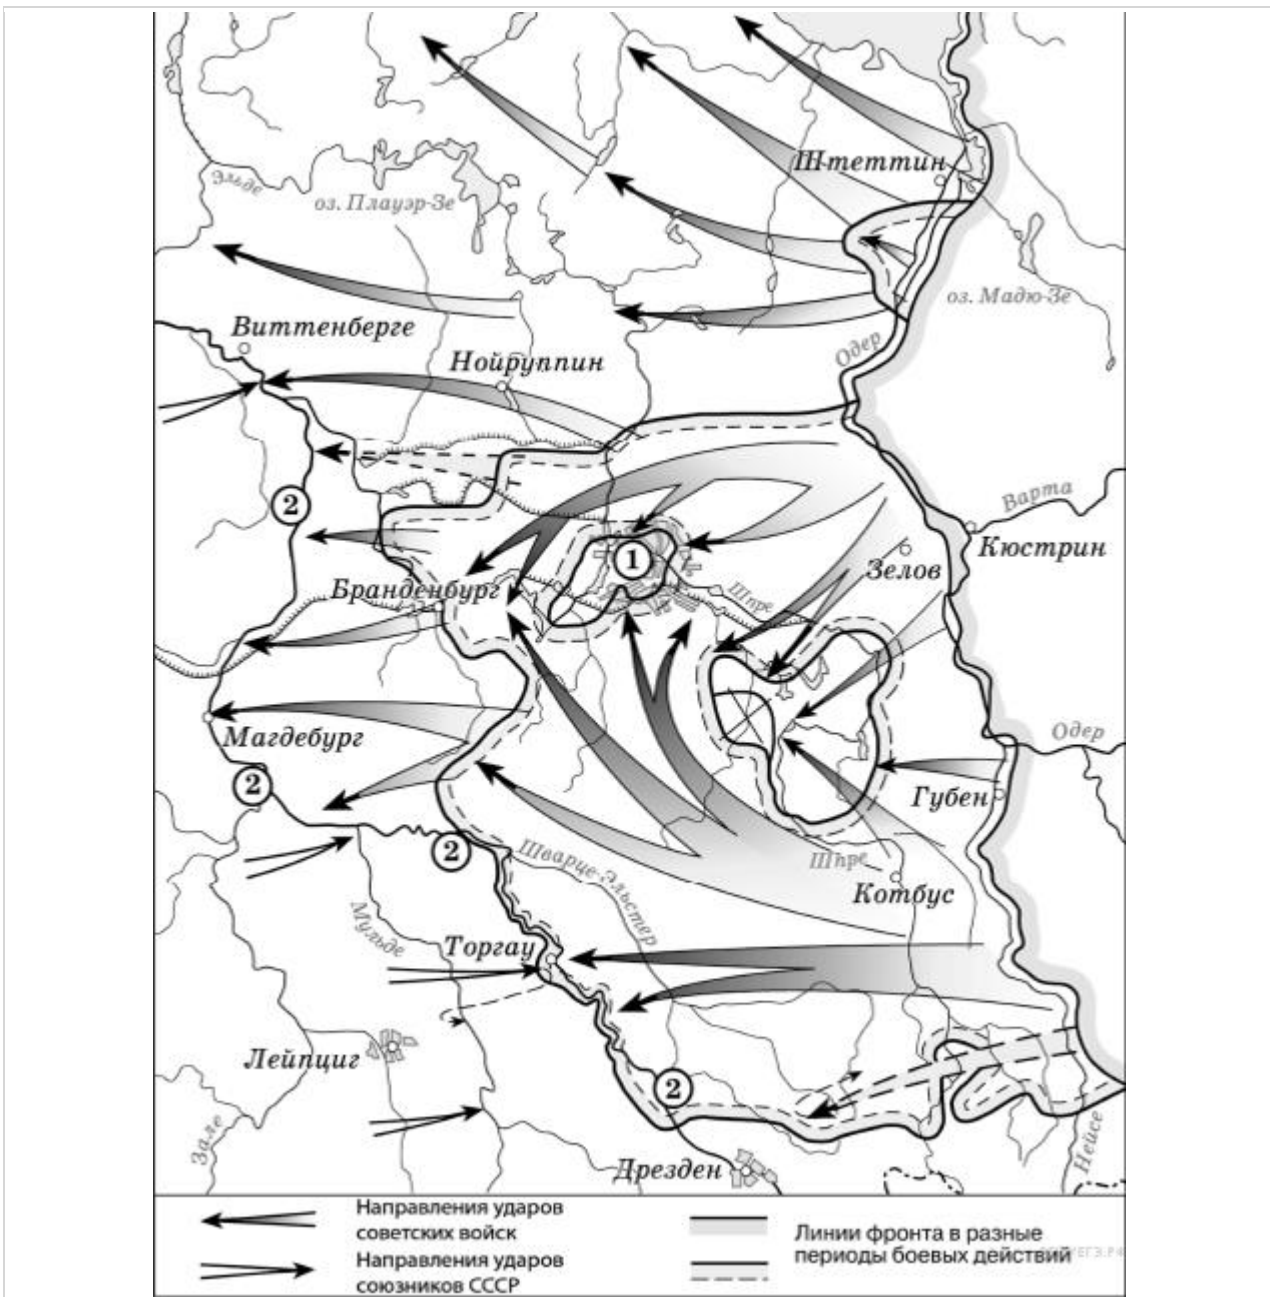 Штеттин
Эльде
оз. Плауэр-Зе
оз. Мадю-Зе
Виттенберге
Одер
Нойруппин
Варта
2
Кюстрин
1
Зелов
Бранденбург
Шпре
Магдебург
Одер
2
Губен
2
Шварце-Эльстер
Шпре
Котбус
Мульде
Торгау
Лейпциг
2
Зале
Нейсе
Дрезден
Направления ударов
советских войск
Направления ударов
союзников СССР
Линии фронта в разные
периоды боевых действий